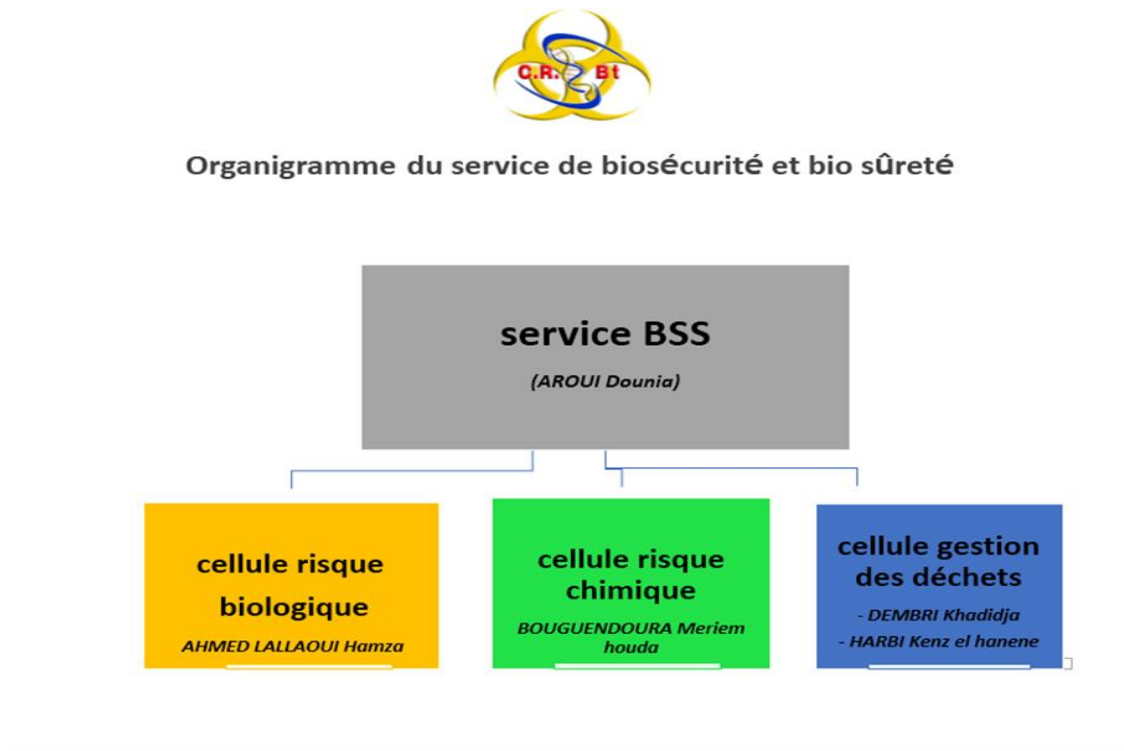 C.R. Bt
Organigramme du service de biosécurité et bio sûreté
service BSS
(AROUI Dounia)
cellule risque
biologique
AHMED LALLAOUI Hamza
cellule risque
chimique
BOUGUENDOURA Meriem
houda
cellule gestion
des déchets
- DEMBRI Khadidja
- HARBI Kenz el hanene